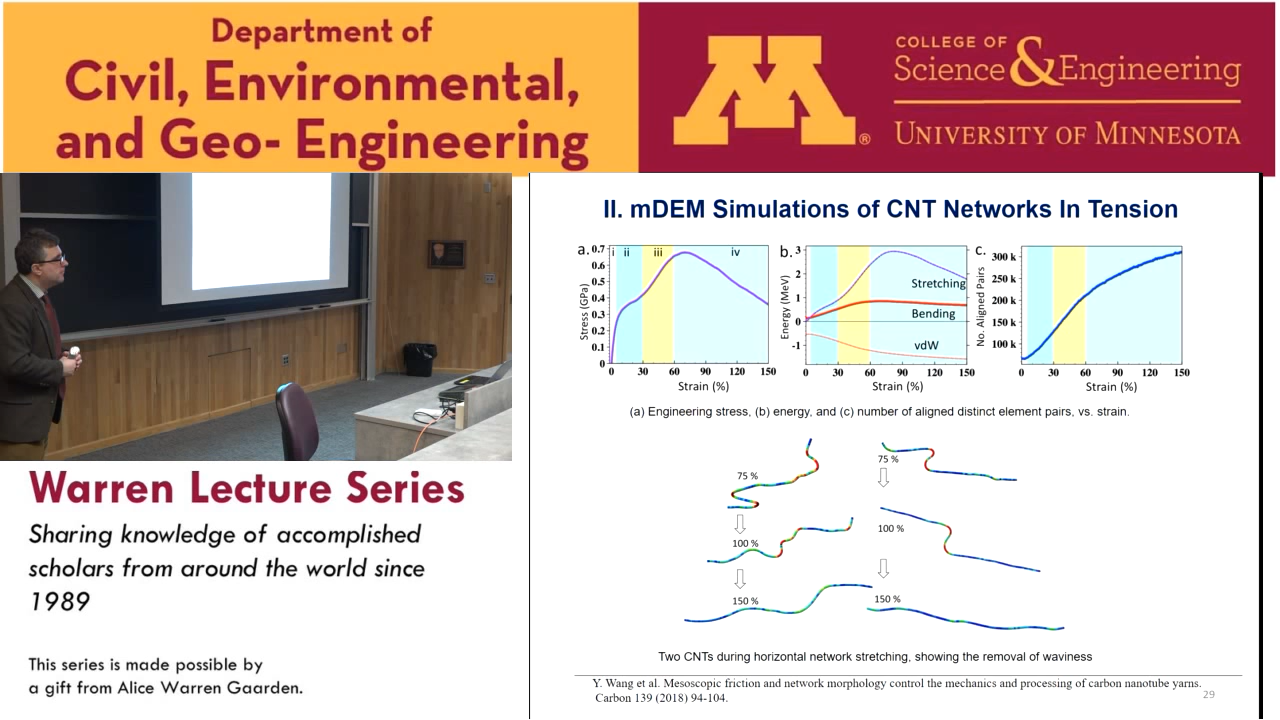 Department of
Civil, Environmental,
and Geo- Engineering
M®
COLLEGE OF
Science & Engineering
UNIVERSITY OF MINNESOTA
II. mDEM Simulations of CNT Networks In Tension
a.
0.7
0.6
0.5
0.4
0.3
0.2
0.1
0
Stress (GPa)
i ii iii iv
0 30 60 90 120 150
Strain (%)
b.
3
2
1
0
-1
Energy (MeV)
Stretching
Bending
vdW
0 30 60 90 120 150
Strain (%)
c.
300 k
250 k
200 k
150 k
100 k
No. Aligned Pairs
0 30 60 90 120 150
Strain (%)
(a) Engineering stress, (b) energy, and (c) number of aligned distinct element pairs, vs. strain.
75 %
100 %
150 %
75 %
100 %
150 %
Two CNTs during horizontal network stretching, showing the removal of waviness
Y. Wang et al. Mesoscopic friction and network morphology control the mechanics and processing of carbon nanotube yarns.
Carbon 139 (2018) 94-104.
29
Warren Lecture Series
Sharing knowledge of accomplished
scholars from around the world since
1989
This series is made possible by
a gift from Alice Warren Gaarden.